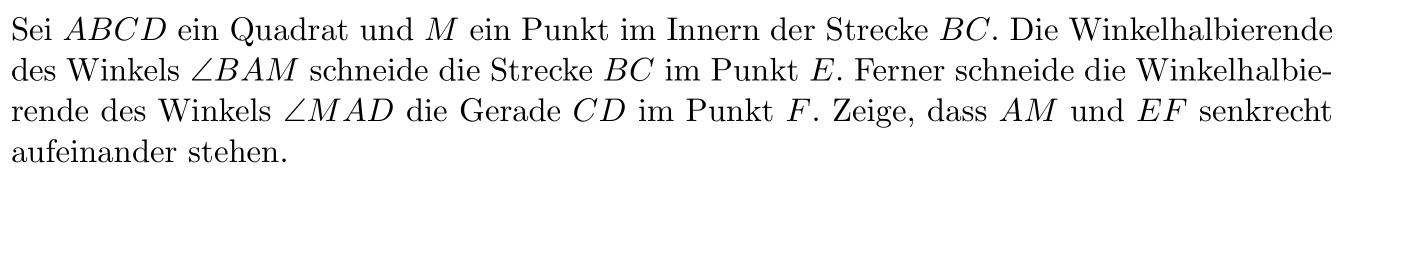 Sei ABCD ein Quadrat und M ein Punkt im Innern der Strecke BC. Die Winkelhalbierende
des Winkels ∠BAM schneide die Strecke BC im Punkt E. Ferner schneide die Winkelhalbie-
rende des Winkels ∠MAD die Gerade CD im Punkt F. Zeige, dass AM und EF senkrecht
aufeinander stehen.